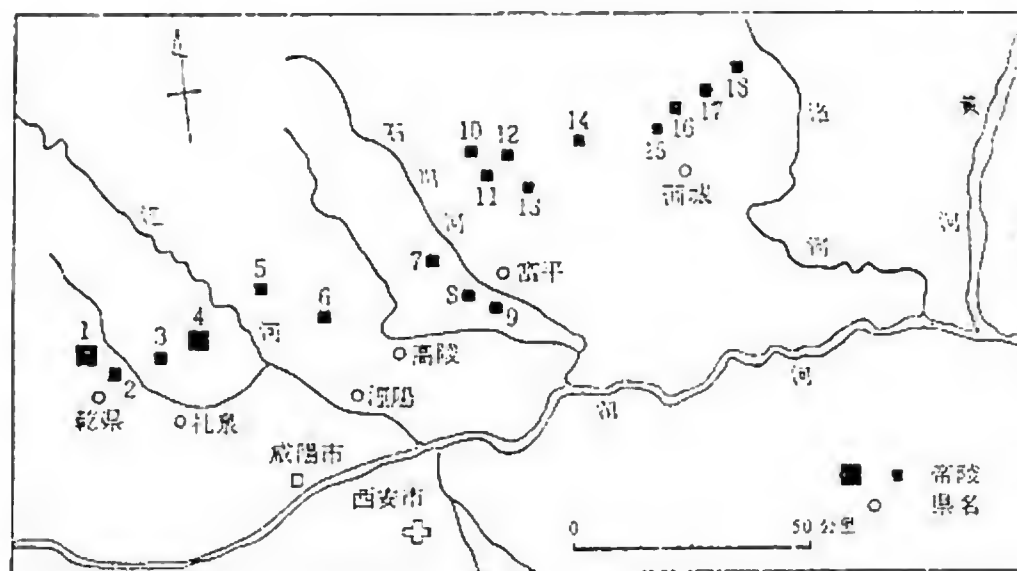 北
石
川
河
洛
河
黄
河
10
12
14
15
16
17
18
11
13
蒲城
泾
河
5
7
富平
8
9
1
3
4
6
2
高陵
乾県
礼泉
泾陽
渭
河
咸陽市
西安市
帝陵
県名
0 50公里